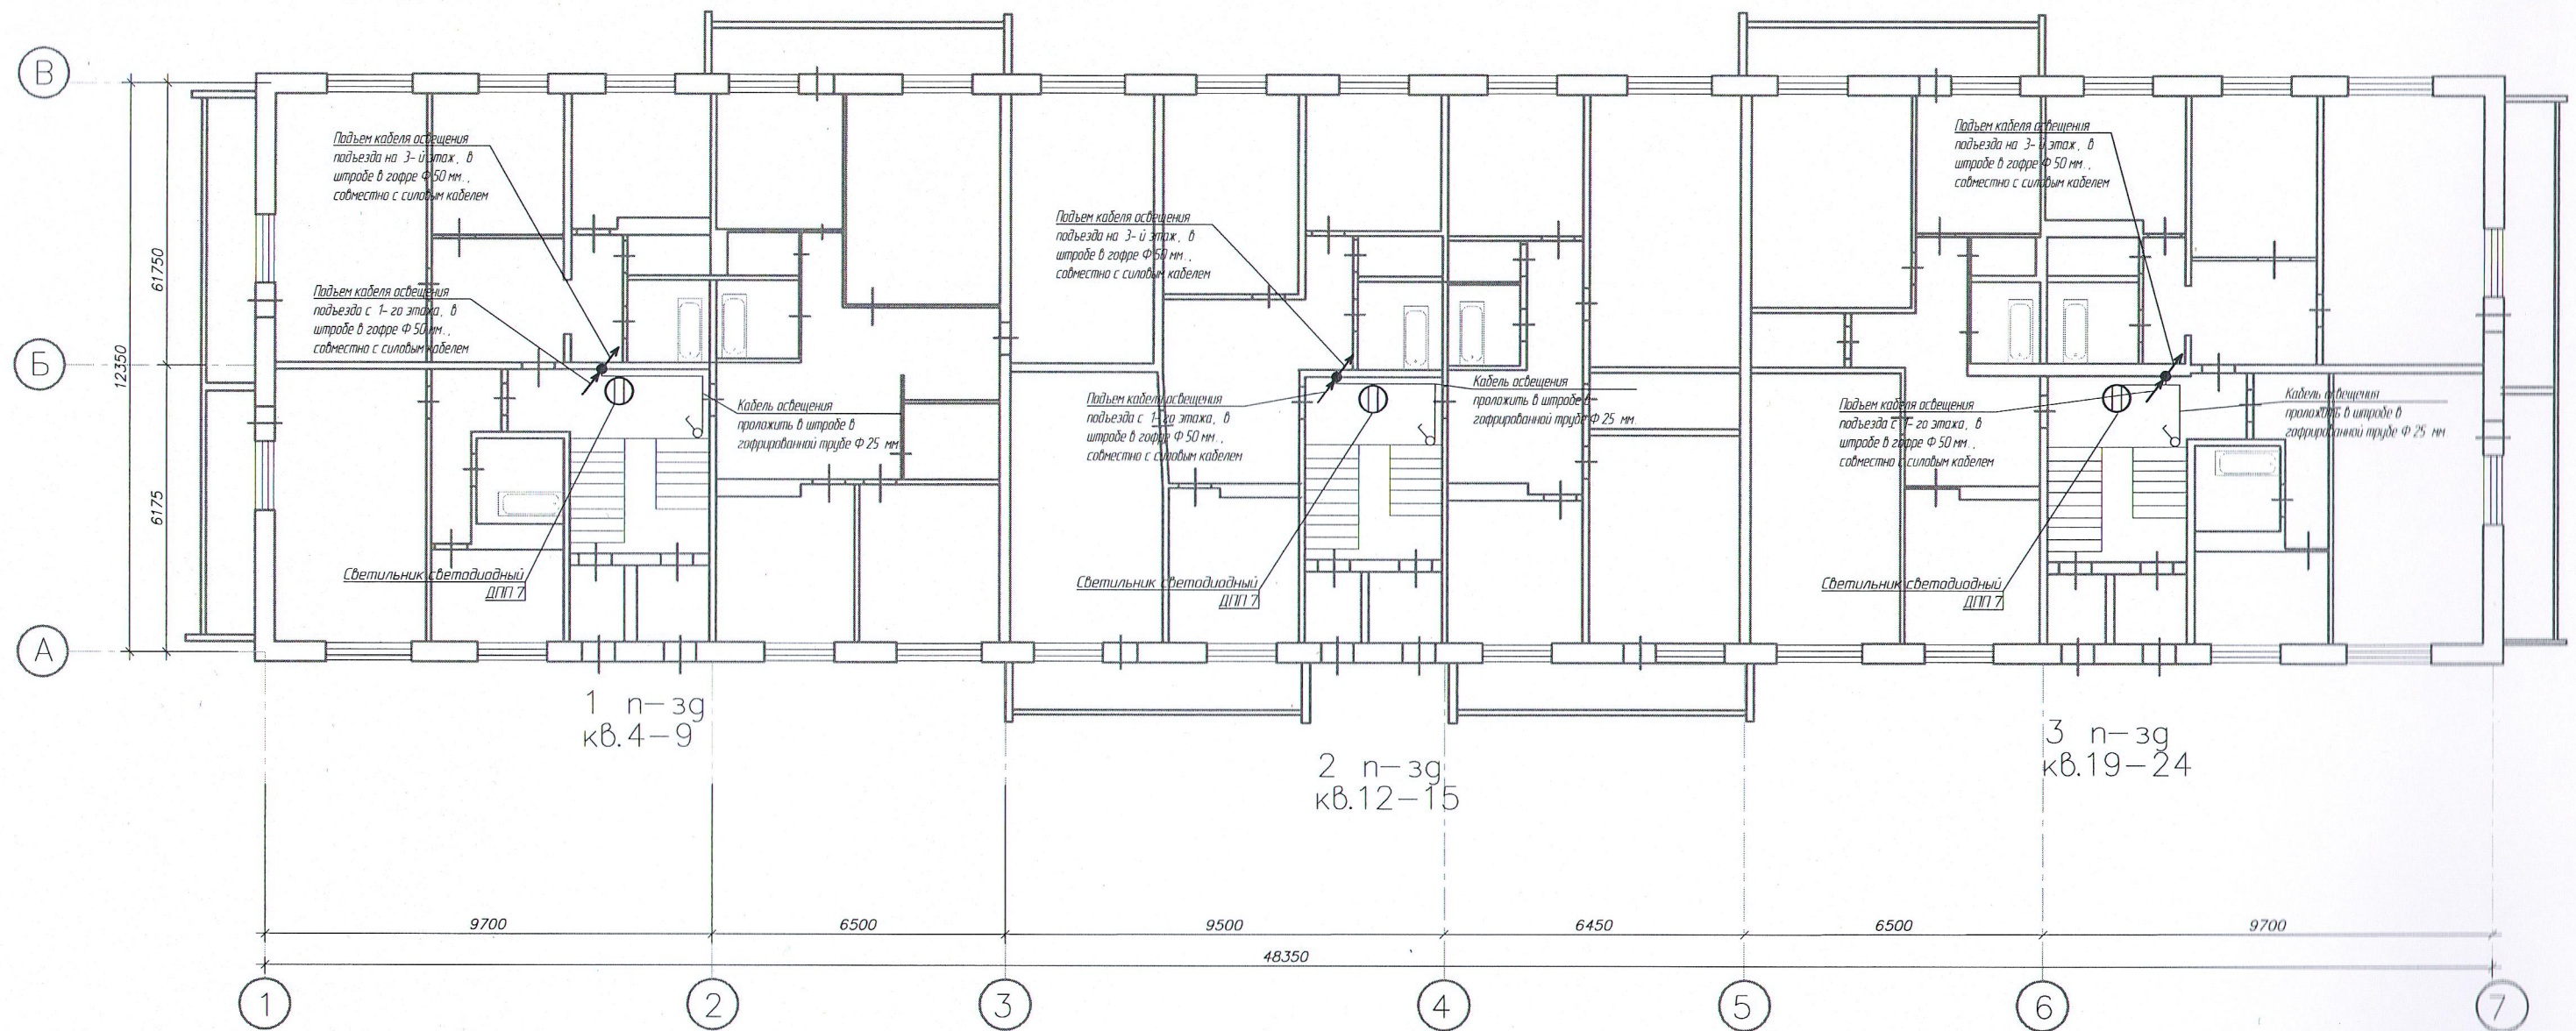 В
Б
А
61750
12350
6175
Подъем кабеля освещения
подъезда на 3-й этаж, в
штробе в гофре Ф 50 мм.,
совместно с силовым кабелем
Подъем кабеля освещения
подъезда с 1-го этажа, в
штробе в гофре Ф 50 мм.,
совместно с силовым кабелем
Кабель освещения
проложить в штробе в
гофрированной трубе Ф 25 мм
Светильник светодиодный
ДПП 7
Подъем кабеля освещения
подъезда на 3-й этаж, в
штробе в гофре Ф 50 мм.,
совместно с силовым кабелем
Подъем кабеля освещения
подъезда с 1-го этажа, в
штробе в гофре Ф 50 мм.,
совместно с силовым кабелем
Кабель освещения
проложить в штробе в
гофрированной трубе Ф 25 мм
Светильник светодиодный
ДПП 7
Подъем кабеля освещения
подъезда на 3-й этаж, в
штробе в гофре Ф 50 мм.,
совместно с силовым кабелем
Подъем кабеля освещения
подъезда с 1-го этажа, в
штробе в гофре Ф 50 мм.,
совместно с силовым кабелем
Кабель освещения
проложить в штробе в
гофрированной трубе Ф 25 мм
Светильник светодиодный
ДПП 7
1 п-зд
кв.4-9
2 п-зд
кв.12-15
3 п-зд
кв.19-24
9700
6500
9500
6450
6500
9700
48350
1
2
3
4
5
6
7